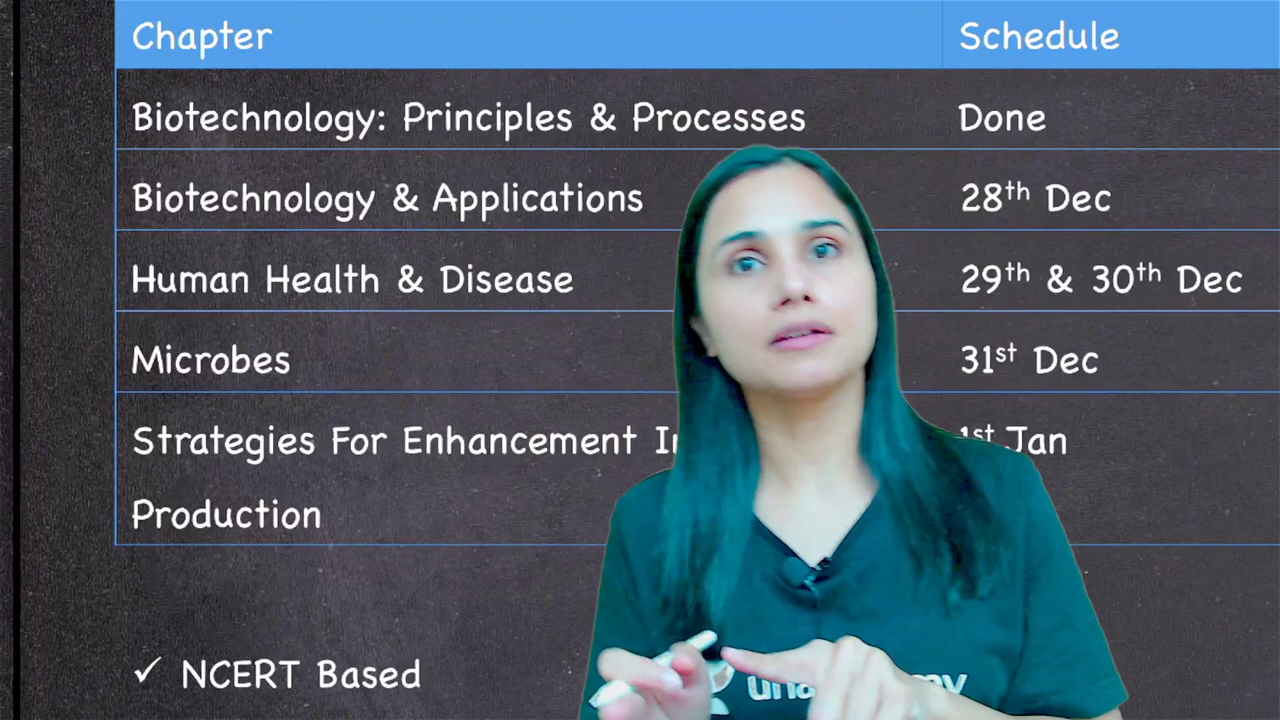 Chapter Schedule
Biotechnology: Principles & Processes Done
Biotechnology & Applications 28th Dec
Human Health & Disease 29th & 30th Dec
Microbes 31st Dec
Strategies For Enhancement In 1st Jan
Production
✓ NCERT Based